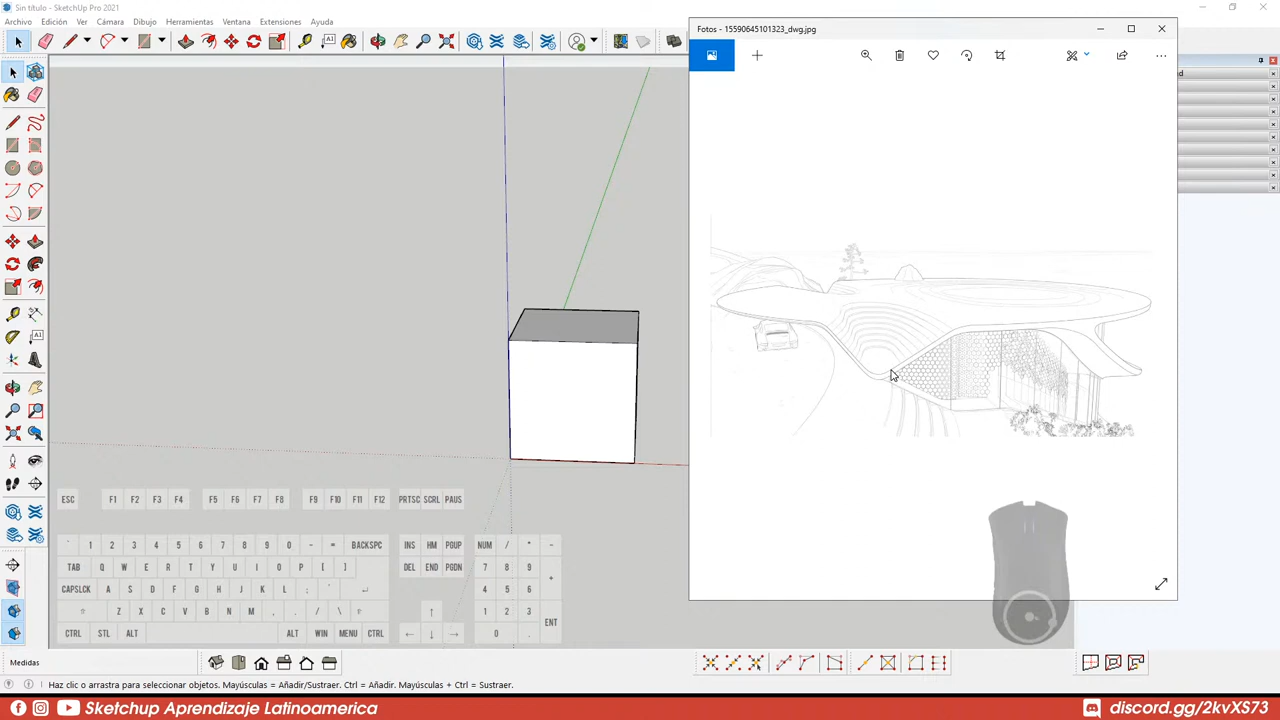 Sin título - SketchUp Pro 2021
Archivo Edición Ver Cámara Dibujo Herramientas Ventana Extensiones Ayuda
Fotos - 15590645101323_dwg.jpg
d
ESC F1 F2 F3 F4 F5 F6 F7 F8 F9 F10 F11 F12 PRTSC SCRL PAUS
` 1 2 3 4 5 6 7 8 9 0 - = BACKSPC INS HM PGUP NUM / * -
TAB Q W E R T Y U I O P [ ] DEL END PGDN 7 8 9 +
CAPSLCK A S D F G H J K L ; ' 4 5 6
Z X C V B N M , . / 1 2 3 ENT
CTRL STL ALT ALT WIN MENU CTRL 0 .
Medidas
Haz clic o arrastra para seleccionar objetos. Mayúsculas = Añadir/Sustraer. Ctrl = Añadir. Mayúsculas + Ctrl = Sustraer.
Sketchup Aprendizaje Latinoamerica
discord.gg/2kvXS73